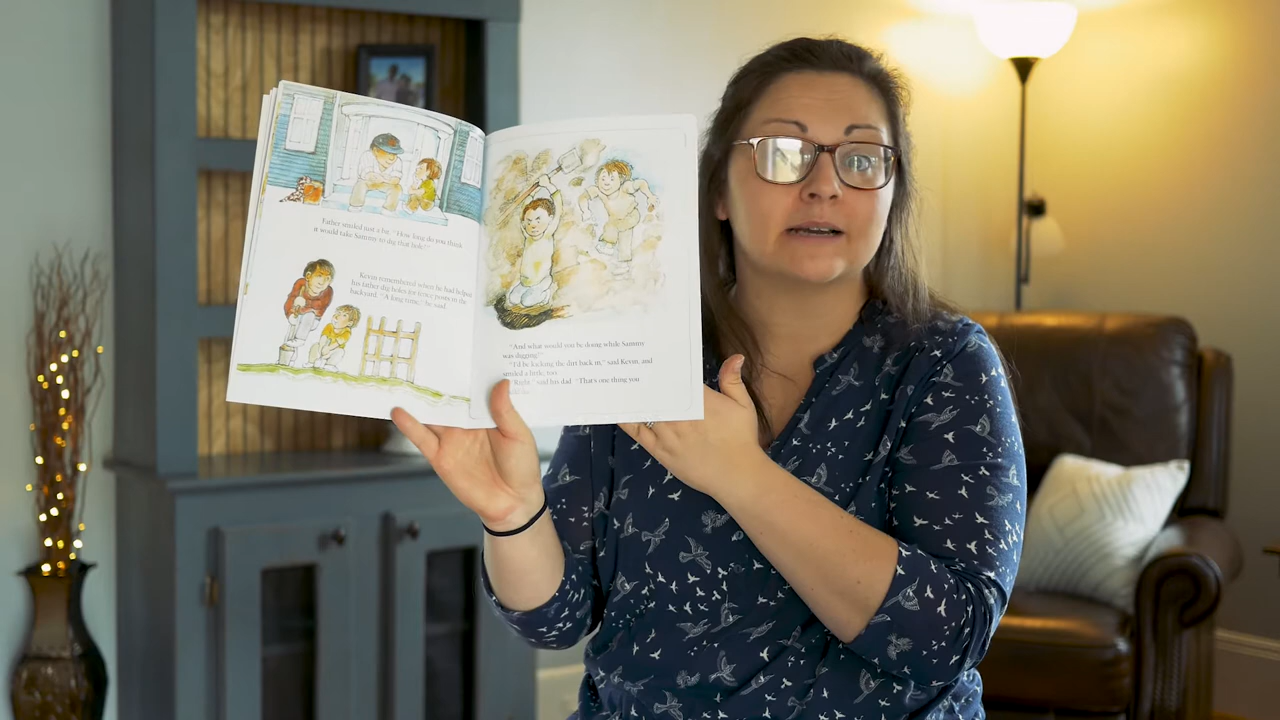 Father smiled just a bit. "How long do you think
it would take Sammy to dig that hole?"
Kevin remembered when he had helped
his father dig holes for fence posts in the
backyard. "A long time," he said.
"And what would you be doing while Sammy
was digging?"
"I'd be kicking the dirt back in," said Kevin, and
smiled a little, too.
"Right," said his dad. "That's one thing you